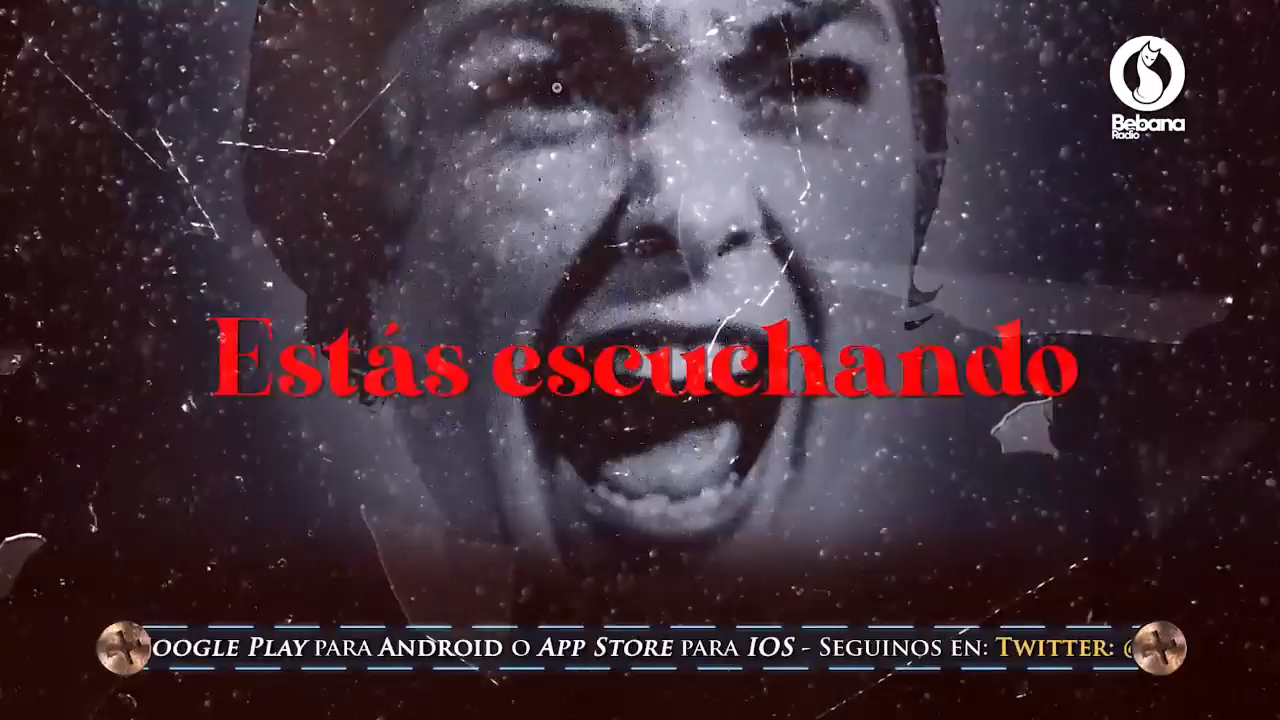 Bebana
Radio
Estás escuchando
OOGLE PLAY PARA ANDROID O APP STORE PARA IOS - SEGUINOS EN: TWITTER: @